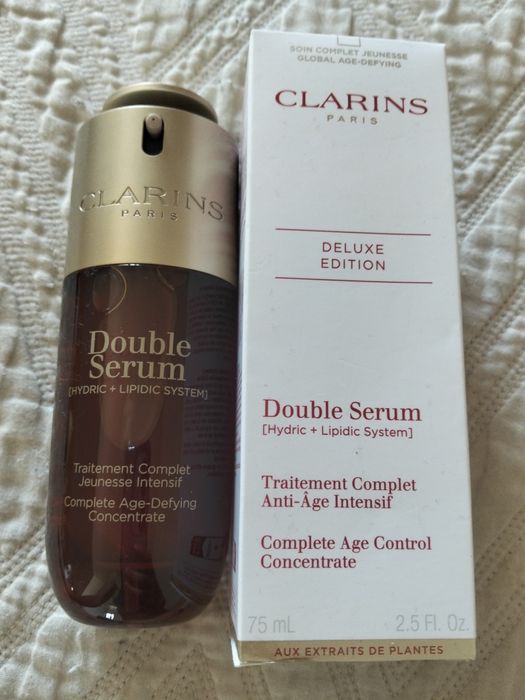 CLARINS
PARIS
Double
Serum
[HYDRIC + LIPIDIC SYSTEM]
Traitement Complet
Jeunesse Intensif
Complete Age-Defying
Concentrate
SOIN COMPLET JEUNESSE
GLOBAL AGE-DEFYING
CLARINS
PARIS
DELUXE
EDITION
Double Serum
[Hydric + Lipidic System]
Traitement Complet
Anti-Âge Intensif
Complete Age Control
Concentrate
75 mL 2.5 Fl. Oz.
AUX EXTRAITS DE PLANTES